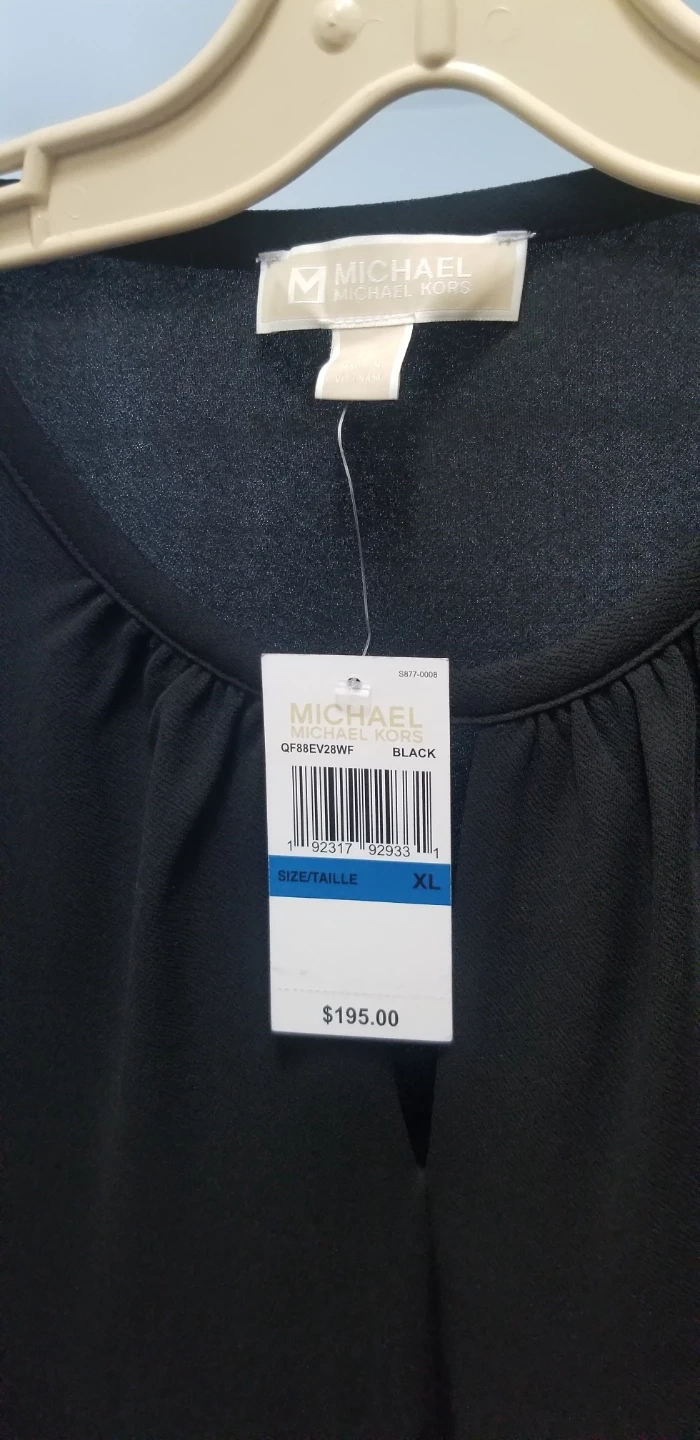 MICHAEL
MICHAEL KORS
VIETNAM
S877-0008
MICHAEL
MICHAEL KORS
QF88EV28WF BLACK
1 92317 92933 1
SIZE/TAILLE XL
$195.00